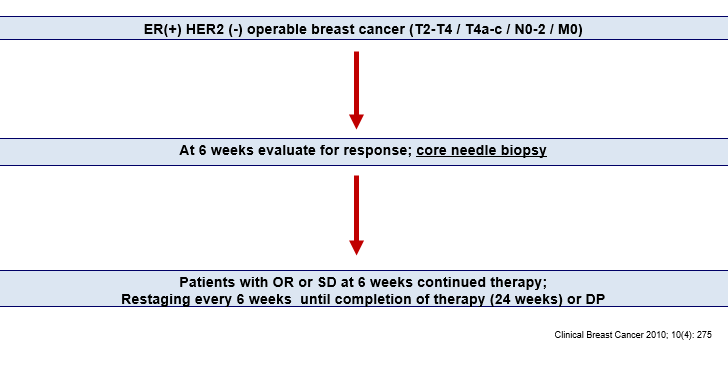 ER(+) HER2 (-) operable breast cancer (T2-T4 / T4a-c / N0-2 / M0)
At 6 weeks evaluate for response; core needle biopsy
Patients with OR or SD at 6 weeks continued therapy;
Restaging every 6 weeks until completion of therapy (24 weeks) or DP
Clinical Breast Cancer 2010; 10(4): 275